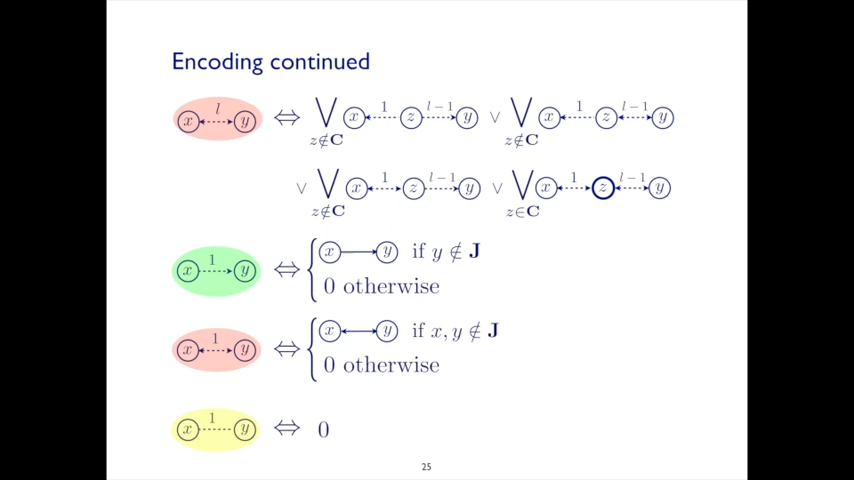 Encoding continued
x l y ⇔ ⋁ z∉C x 1 z l−1 y ∨ ⋁ z∉C x 1 z l−1 y
∨ ⋁ z∉C x 1 z l−1 y ∨ ⋁ z∈C x 1 z l−1 y
x 1 y ⇔ { x y if y ∉ J
0 otherwise
x 1 y ⇔ { x y if x, y ∉ J
0 otherwise
x 1 y ⇔ 0
25